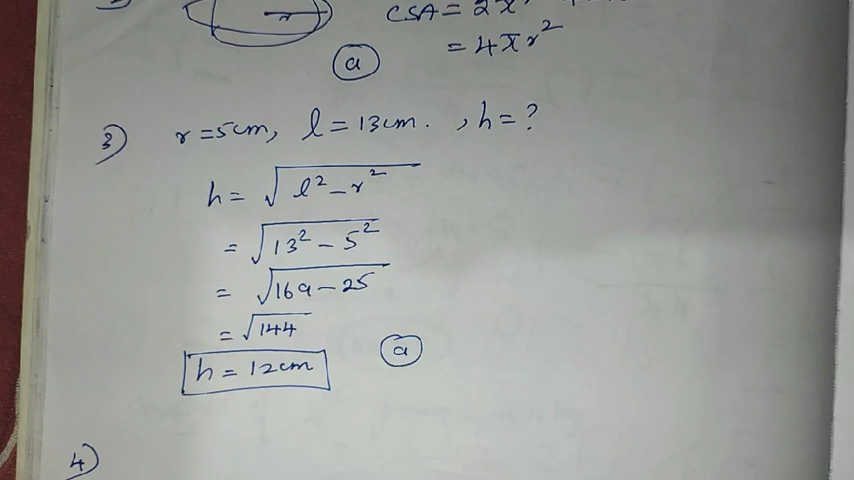 r
CSA = 2π
= 4πr²
(a)
3) r = 5cm, l = 13cm. , h = ?
h = √(l² − r²)
= √(13² − 5²)
= √(169 − 25)
= √144
h = 12cm (a)
4)